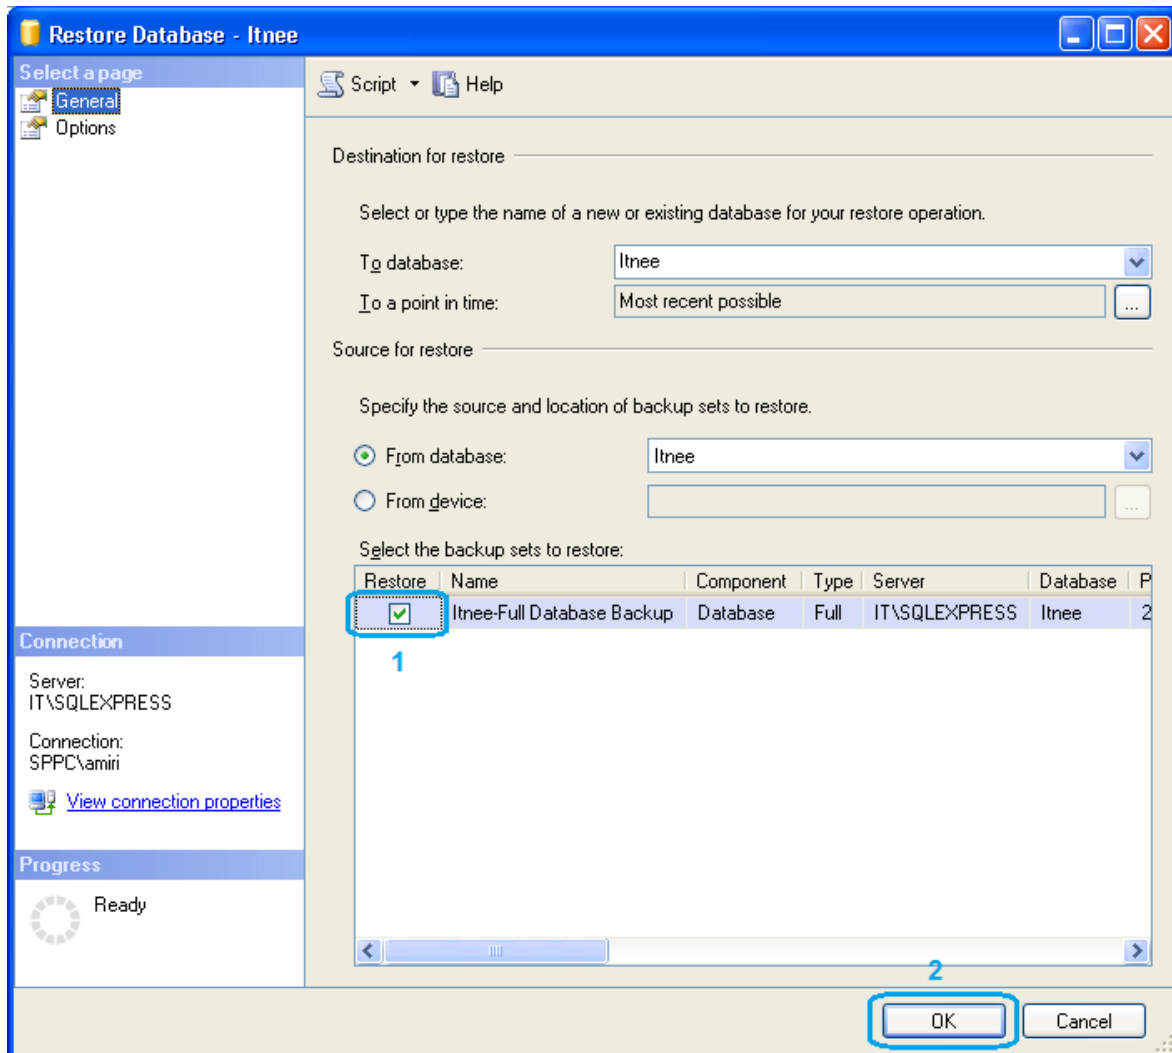 Restore Database - Itnee
Select a page
General
Options
Script Help
Destination for restore
Select or type the name of a new or existing database for your restore operation.
To database: Itnee
To a point in time: Most recent possible ...
Source for restore
Specify the source and location of backup sets to restore.
From database: Itnee
From device: ...
Select the backup sets to restore:
Restore Name Component Type Server Database P
Itnee-Full Database Backup Database Full IT\SQLEXPRESS Itnee 2
1
Connection
Server:
IT\SQLEXPRESS
Connection:
SPPC\amiri
View connection properties
Progress
Ready
2
OK Cancel